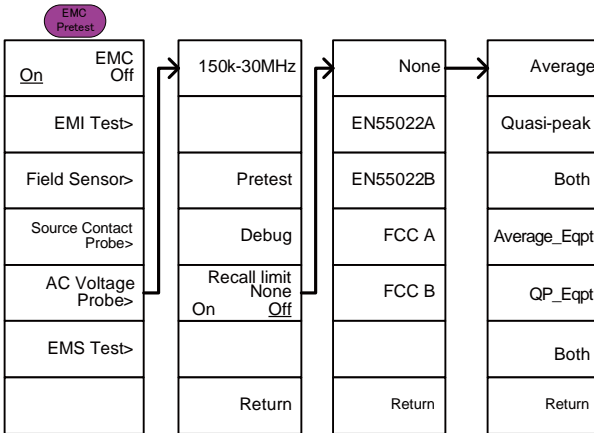 EMC
Pretest
EMC
On Off
EMI Test>
Field Sensor>
Source Contact
Probe>
AC Voltage
Probe>
EMS Test>
150k-30MHz
Pretest
Debug
Recall limit
None
On Off
Return
None
EN55022A
EN55022B
FCC A
FCC B
Return
Average
Quasi-peak
Both
Average_Eqpt
QP_Eqpt
Both
Return